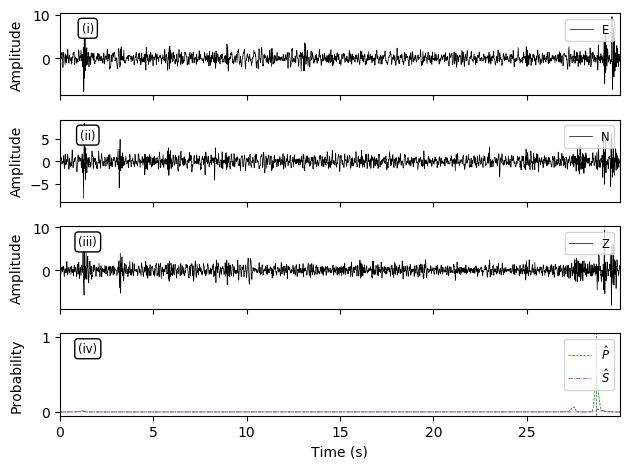 10
0
Amplitude
(i)
E
5
0
−5
Amplitude
(ii)
N
10
0
Amplitude
(iii)
Z
1
0
Probability
(iv)
P̂
Ŝ
0 5 10 15 20 25
Time (s)